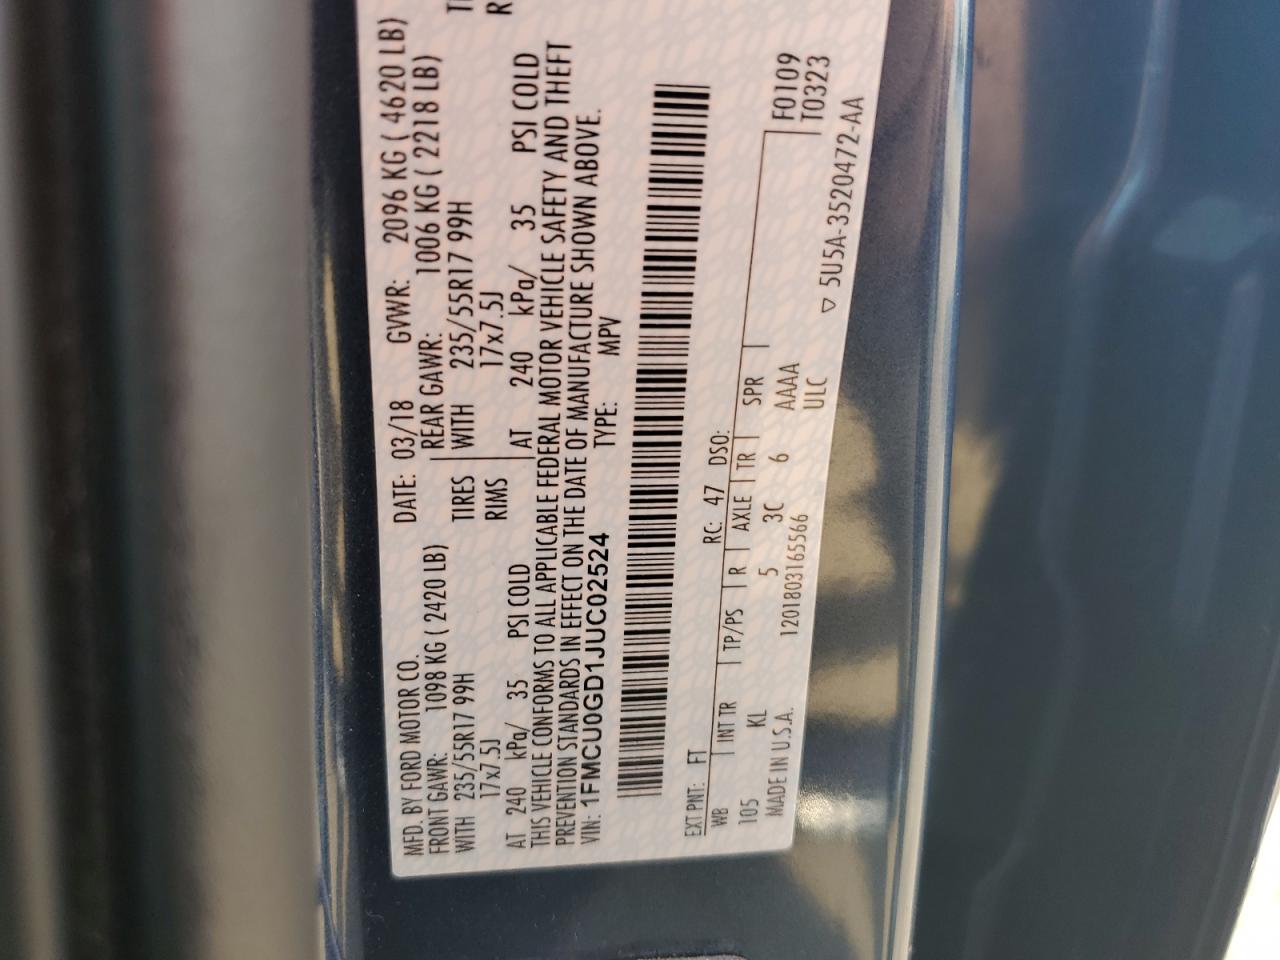 MFD. BY FORD MOTOR CO.
DATE: 03/18 GVWR: 2096 KG ( 4620 LB)
FRONT GAWR: 1098 KG ( 2420 LB) REAR GAWR: 1006 KG ( 2218 LB)
WITH 235/55R17 99H TIRES WITH 235/55R17 99H
17x7.5J RIMS 17x7.5J
AT 240 kPa/ 35 PSI COLD AT 240 kPa/ 35 PSI COLD
THIS VEHICLE CONFORMS TO ALL APPLICABLE FEDERAL MOTOR VEHICLE SAFETY AND THEFT
PREVENTION STANDARDS IN EFFECT ON THE DATE OF MANUFACTURE SHOWN ABOVE.
VIN: 1FMCU0GD1JUC02524 TYPE: MPV
EXT PNT: FT RC: 47 DSO: F0109
WB INT TR TP/PS R AXLE TR SPR T0323
105 KL 5 3C 6 AAAA
MADE IN U.S.A. 1201803165566 ULC
▽ 5U5A-3520472-AA